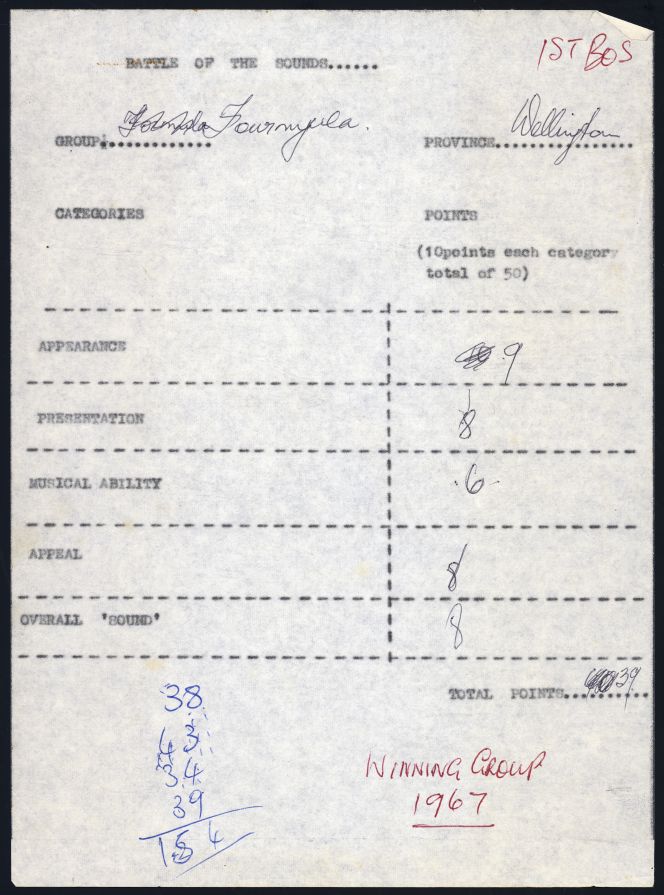 1ST BOS
BATTLE OF THE SOUNDS......
GROUP: Fourmyula. PROVINCE Wellington
CATEGORIES POINTS
(10points each category
total of 50)
APPEARANCE 9
PRESENTATION 8
MUSICAL ABILITY 6
APPEAL 8
OVERALL 'SOUND' 8
TOTAL POINTS 39
38
34
39
WINNING GROUP
1967